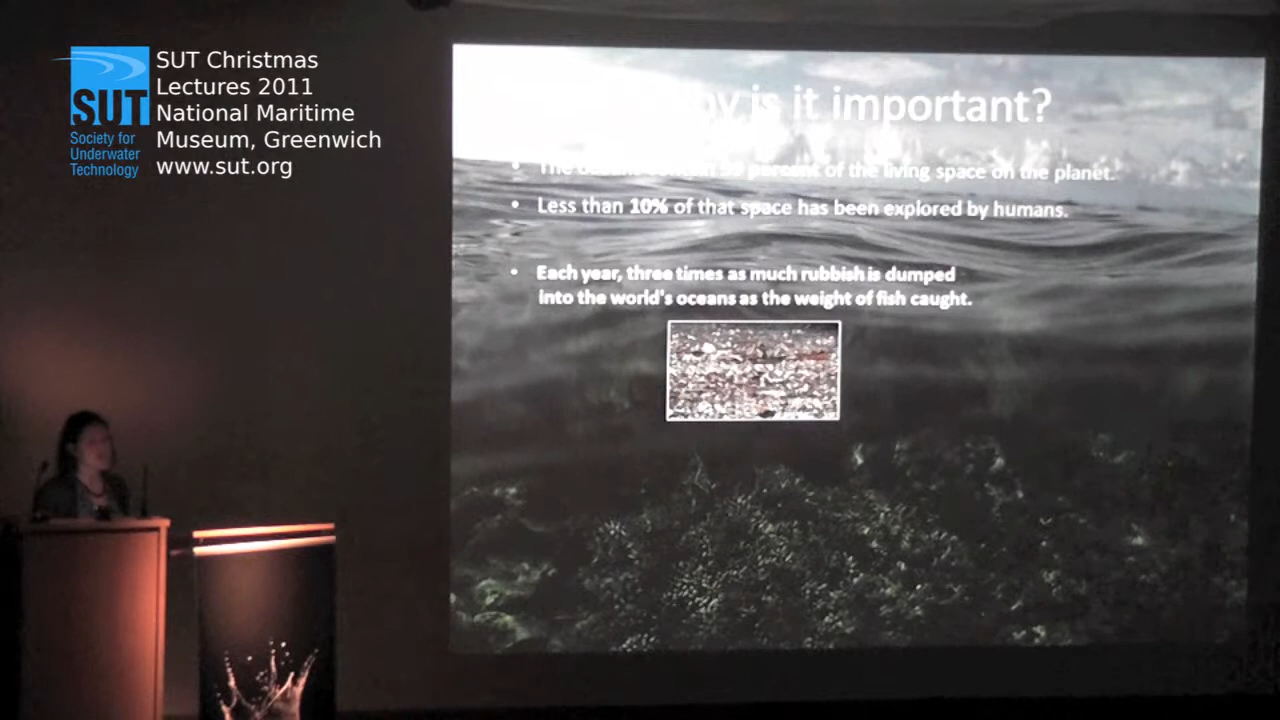 SUT Christmas
Lectures 2011
National Maritime
Museum, Greenwich
www.sut.org
SUT
Society for
Underwater
Technology
is it important?
• The percent of the living space on the planet.
• Less than 10% of that space has been explored by humans.
• Each year, three times as much rubbish is dumped
into the world's oceans as the weight of fish caught.